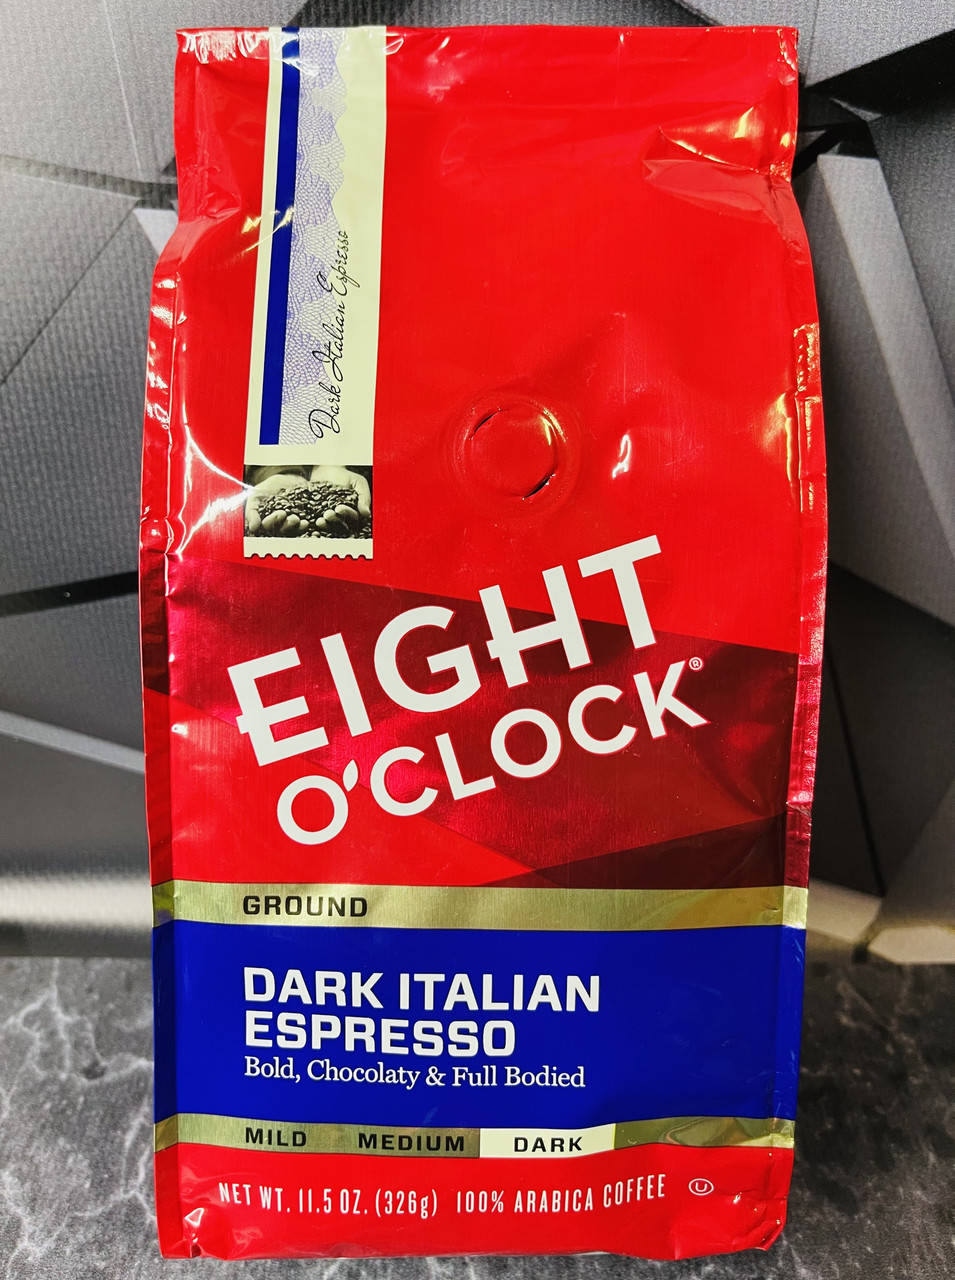 Dark Italian Espresso
EIGHT
O'CLOCK®
GROUND
DARK ITALIAN
ESPRESSO
Bold, Chocolaty & Full Bodied
MILD MEDIUM DARK
NET WT. 11.5 OZ. (326g) 100% ARABICA COFFEE U